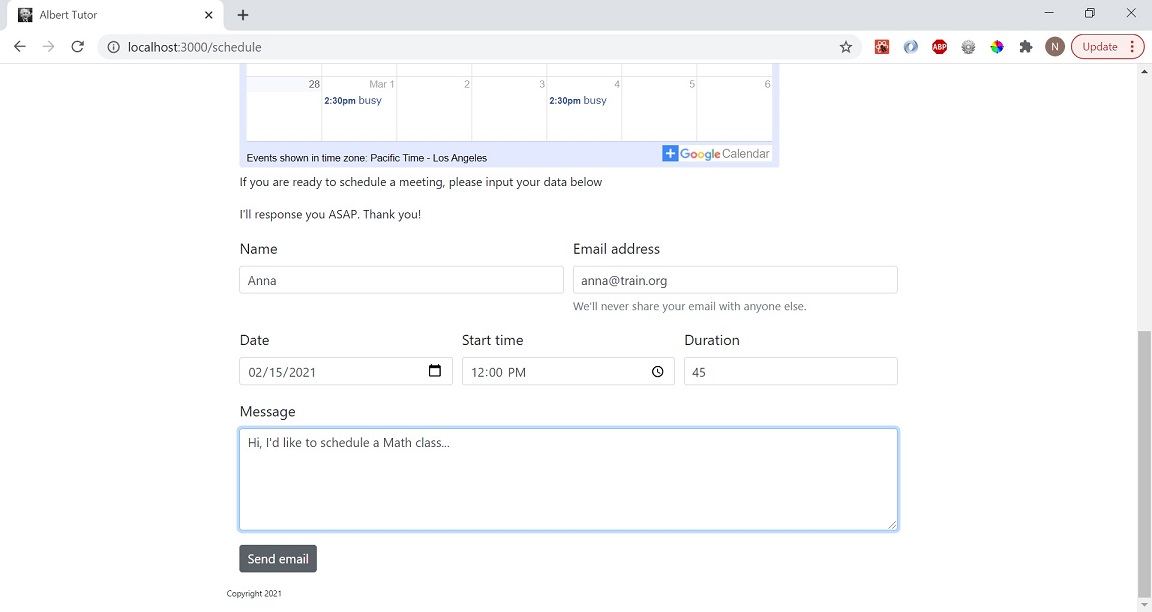 Albert Tutor
localhost:3000/schedule
ABP
N
Update
28 Mar 1 2 3 4 5 6
2:30pm busy 2:30pm busy
Events shown in time zone: Pacific Time - Los Angeles
Google Calendar
If you are ready to schedule a meeting, please input your data below
I'll response you ASAP. Thank you!
Name Email address
Anna anna@train.org
We'll never share your email with anyone else.
Date Start time Duration
02/15/2021 12:00 PM 45
Message
Hi, I'd like to schedule a Math class...
Send email
Copyright 2021